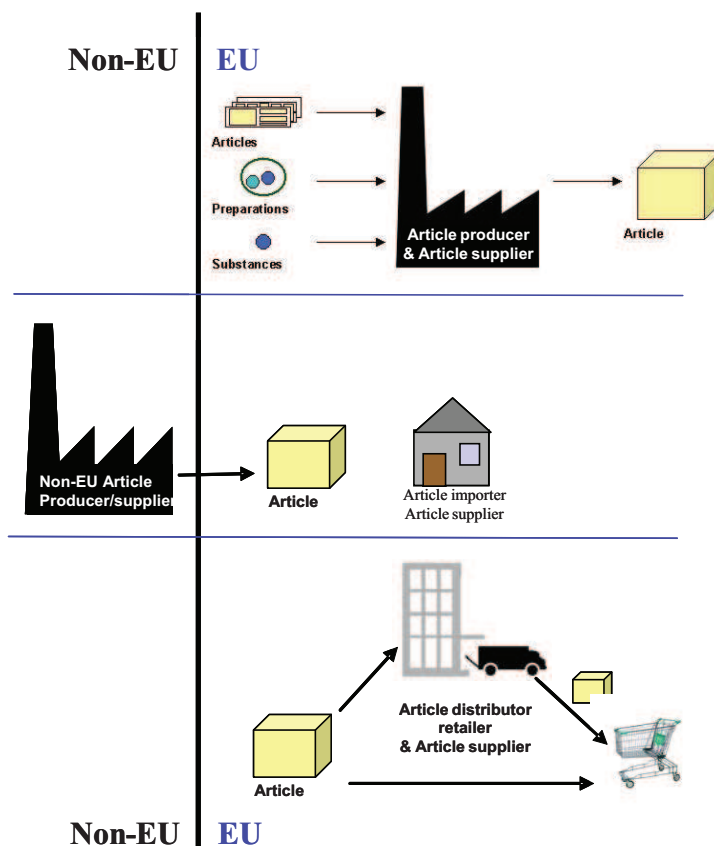 Non-EU EU
Articles
Preparations
Substances
Article producer
& Article supplier
Article
Non-EU Article
Producer/supplier
Article
Article importer
Article supplier
Article distributor
retailer
& Article supplier
Article
Non-EU EU